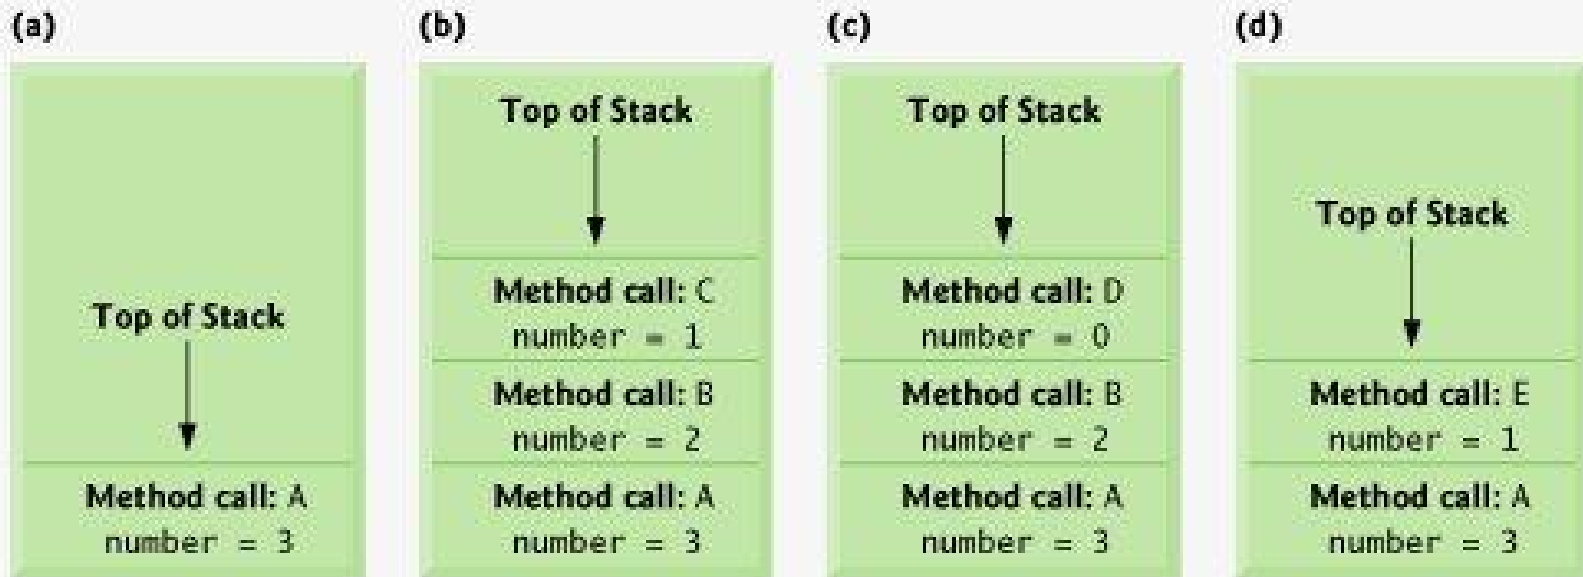 (a)
Top of Stack
Method call: A
number = 3
(b)
Top of Stack
Method call: C
number = 1
Method call: B
number = 2
Method call: A
number = 3
(c)
Top of Stack
Method call: D
number = 0
Method call: B
number = 2
Method call: A
number = 3
(d)
Top of Stack
Method call: E
number = 1
Method call: A
number = 3